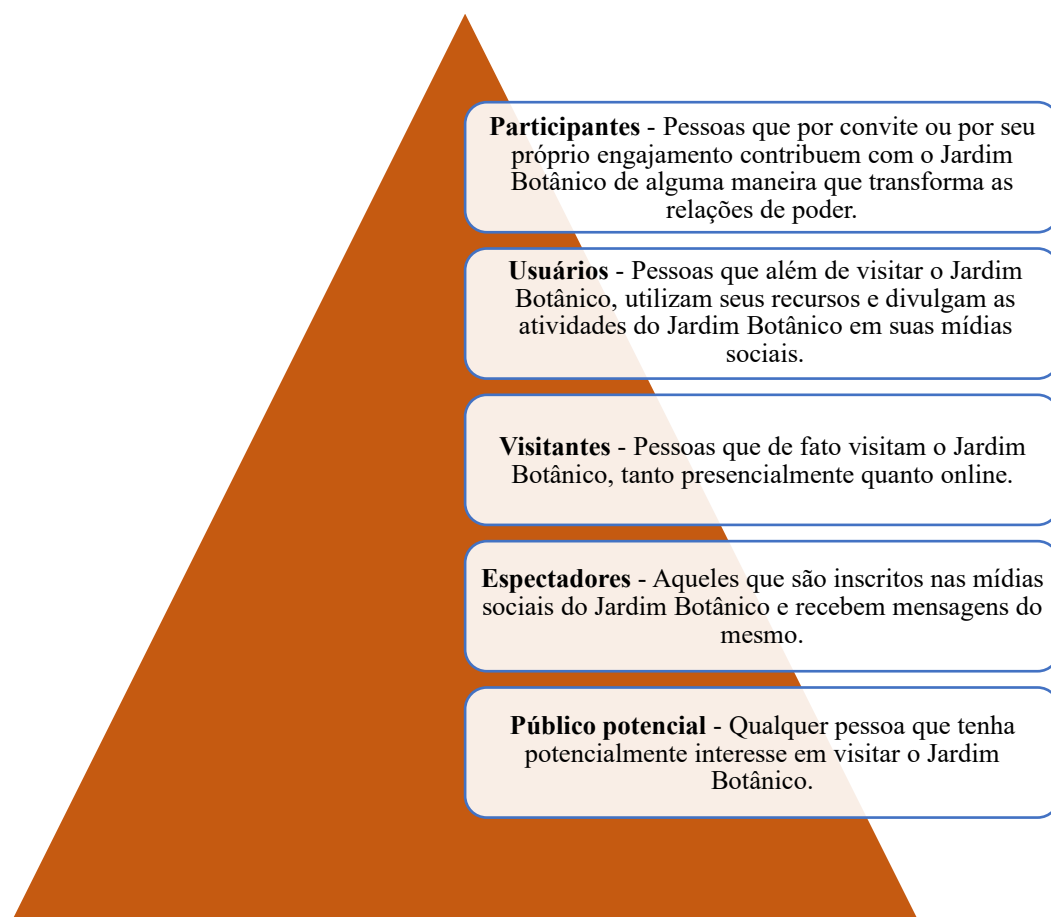 Participantes - Pessoas que por convite ou por seu
próprio engajamento contribuem com o Jardim
Botânico de alguma maneira que transforma as
relações de poder.
Usuários - Pessoas que além de visitar o Jardim
Botânico, utilizam seus recursos e divulgam as
atividades do Jardim Botânico em suas mídias
sociais.
Visitantes - Pessoas que de fato visitam o Jardim
Botânico, tanto presencialmente quanto online.
Espectadores - Aqueles que são inscritos nas mídias
sociais do Jardim Botânico e recebem mensagens do
mesmo.
Público potencial - Qualquer pessoa que tenha
potencialmente interesse em visitar o Jardim
Botânico.